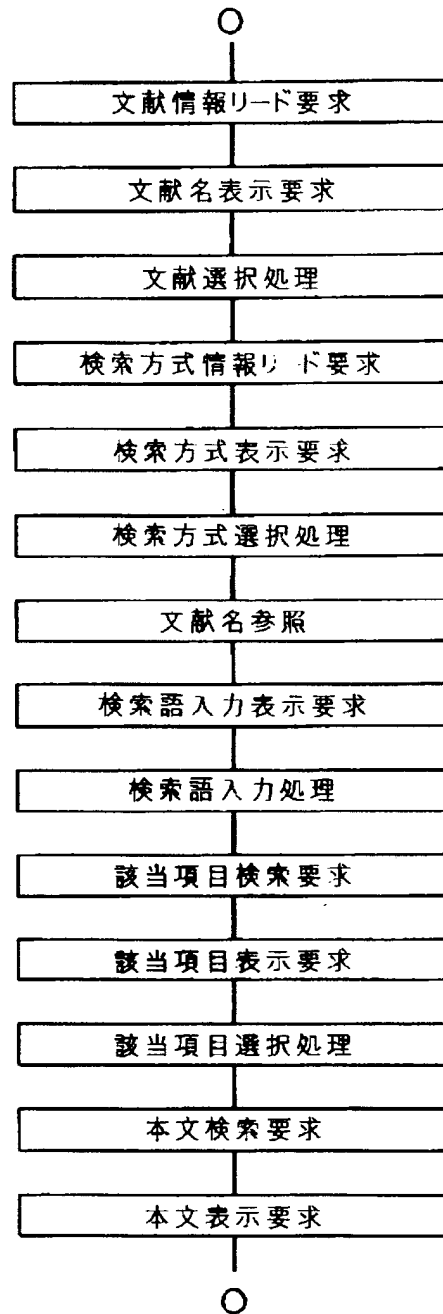 文献情報リード要求
文献名表示要求
文献選択処理
検索方式情報リード要求
検索方式表示要求
検索方式選択処理
文献名参照
検索語入力表示要求
検索語入力処理
該当項目検索要求
該当項目表示要求
該当項目選択処理
本文検索要求
本文表示要求